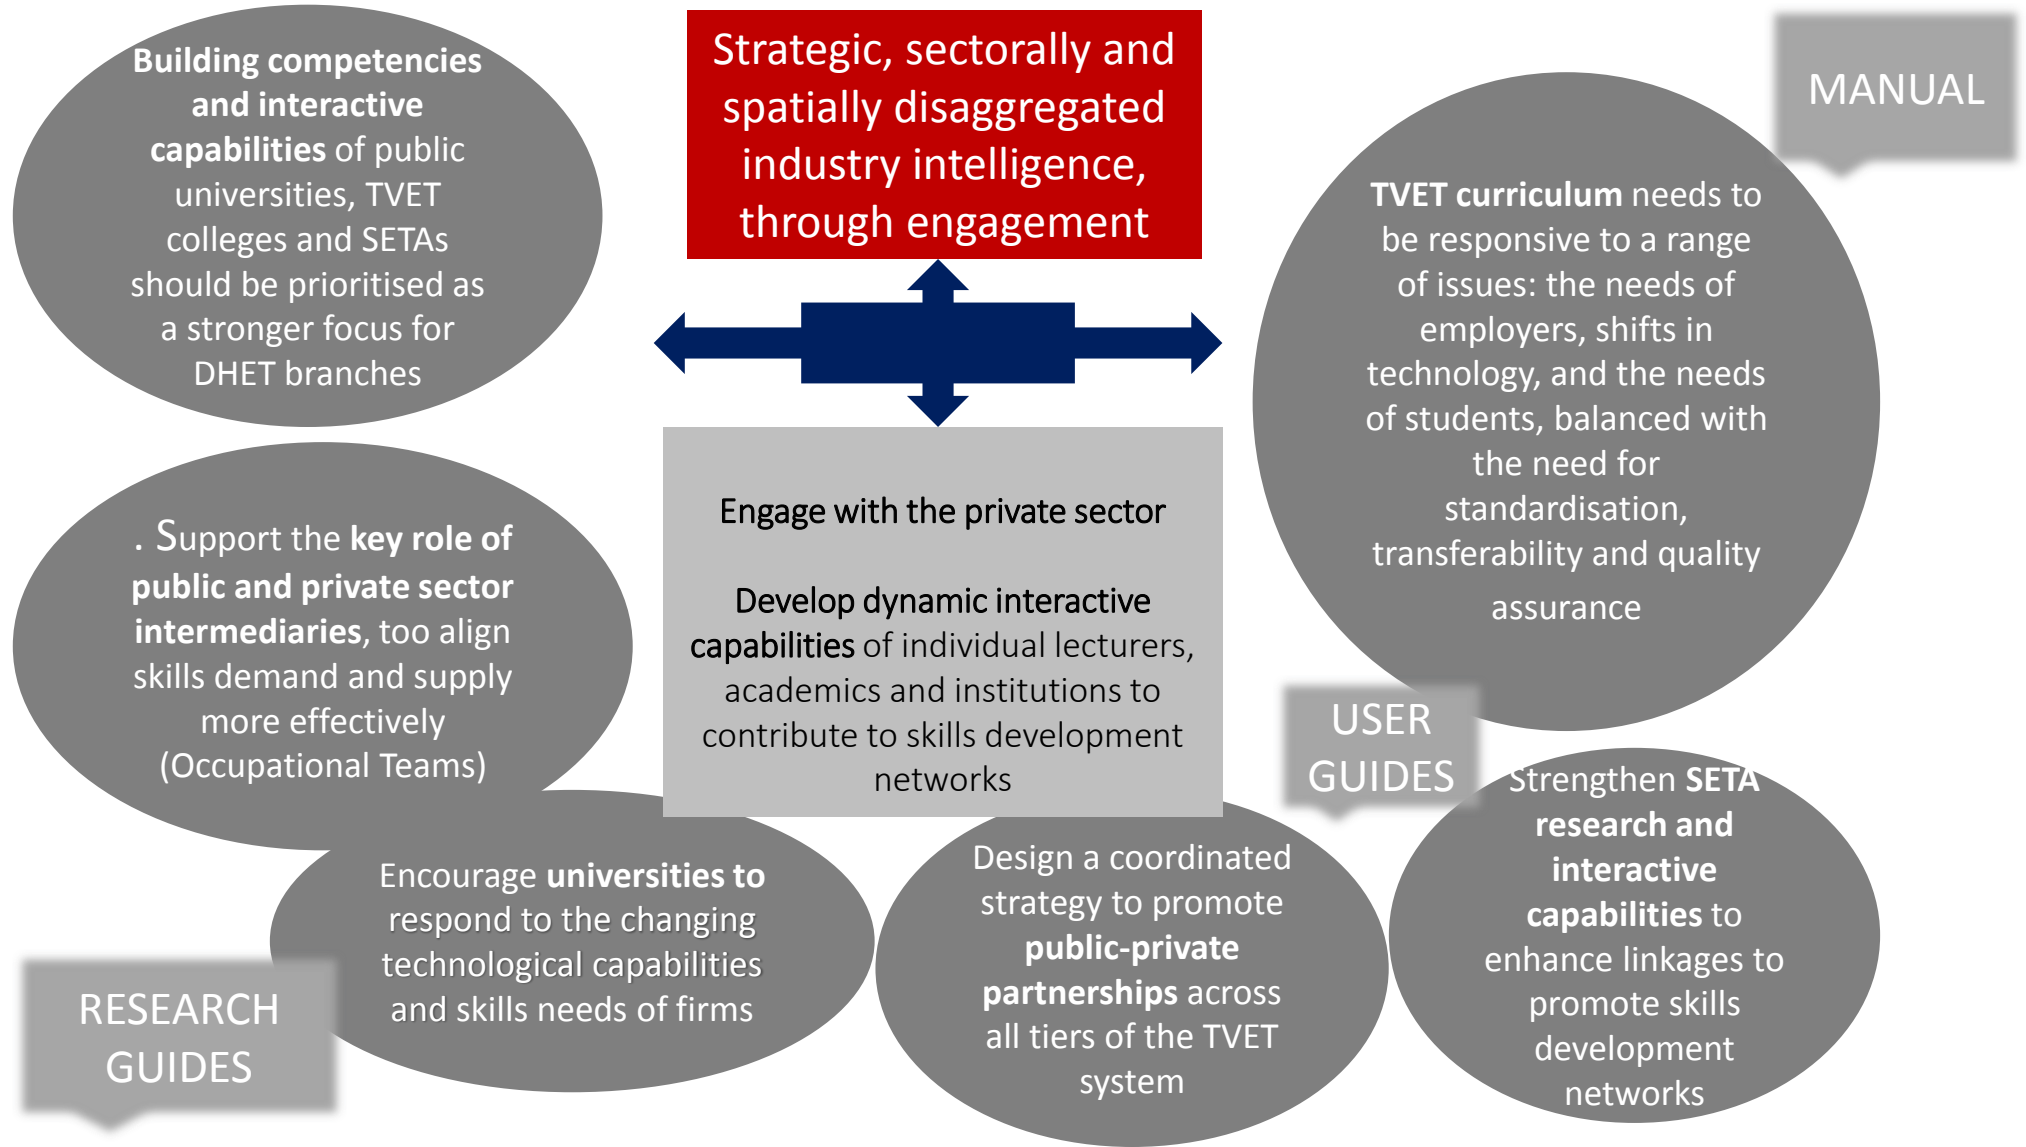 Building competencies
and interactive
capabilities of public
universities, TVET
colleges and SETAs
should be prioritised as
a stronger focus for
DHET branches
Strategic, sectorally and
spatially disaggregated
industry intelligence,
through engagement
MANUAL
TVET curriculum needs to
be responsive to a range
of issues: the needs of
employers, shifts in
technology, and the needs
of students, balanced with
the need for
standardisation,
transferability and quality
assurance
. Support the key role of
public and private sector
intermediaries, too align
skills demand and supply
more effectively
(Occupational Teams)
Engage with the private sector
Develop dynamic interactive
capabilities of individual lecturers,
academics and institutions to
contribute to skills development
networks
USER
GUIDES
Encourage universities to
respond to the changing
technological capabilities
and skills needs of firms
Design a coordinated
strategy to promote
public-private
partnerships across
all tiers of the TVET
system
Strengthen SETA
research and
interactive
capabilities to
enhance linkages to
promote skills
development
networks
RESEARCH
GUIDES